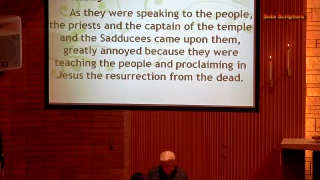 As they were speaking to the people,
the priests and the captain of the temple
and the Sadducees came upon them,
greatly annoyed because they were
teaching the people and proclaiming in
Jesus the resurrection from the dead.